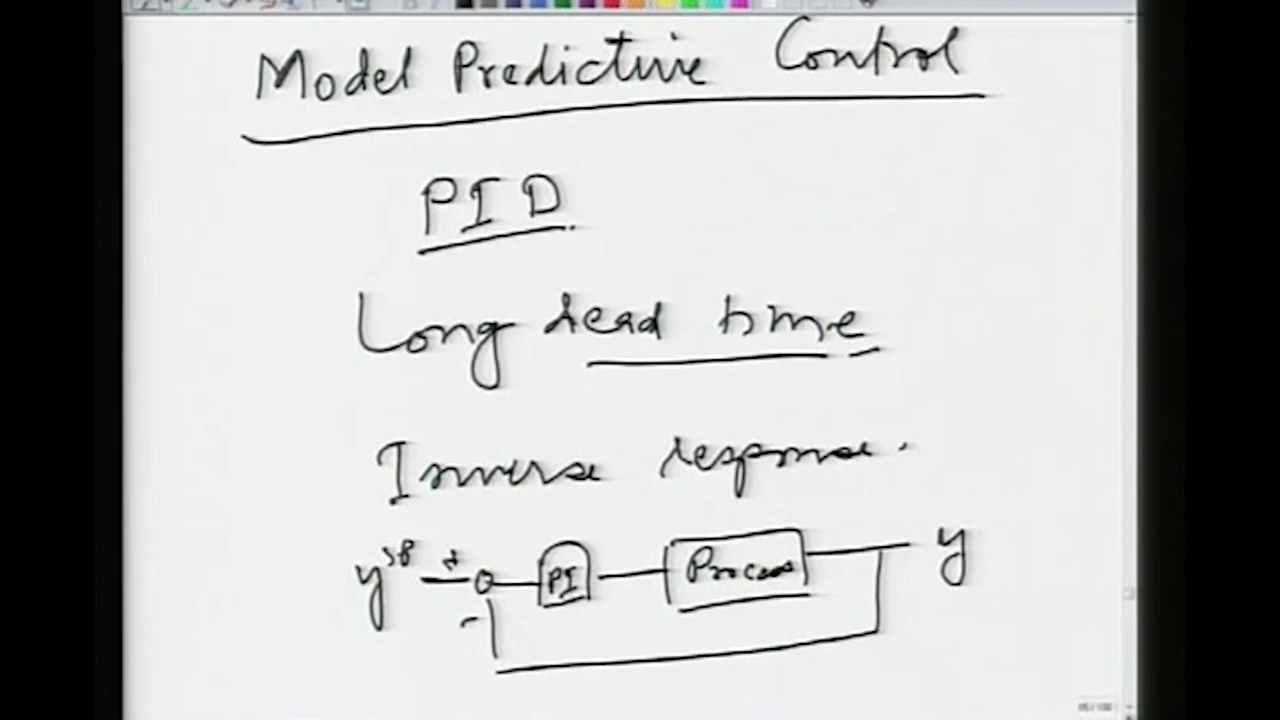 Model Predictive Control
PID
Long dead time
Inverse response.
y^SP + PI Process y
-